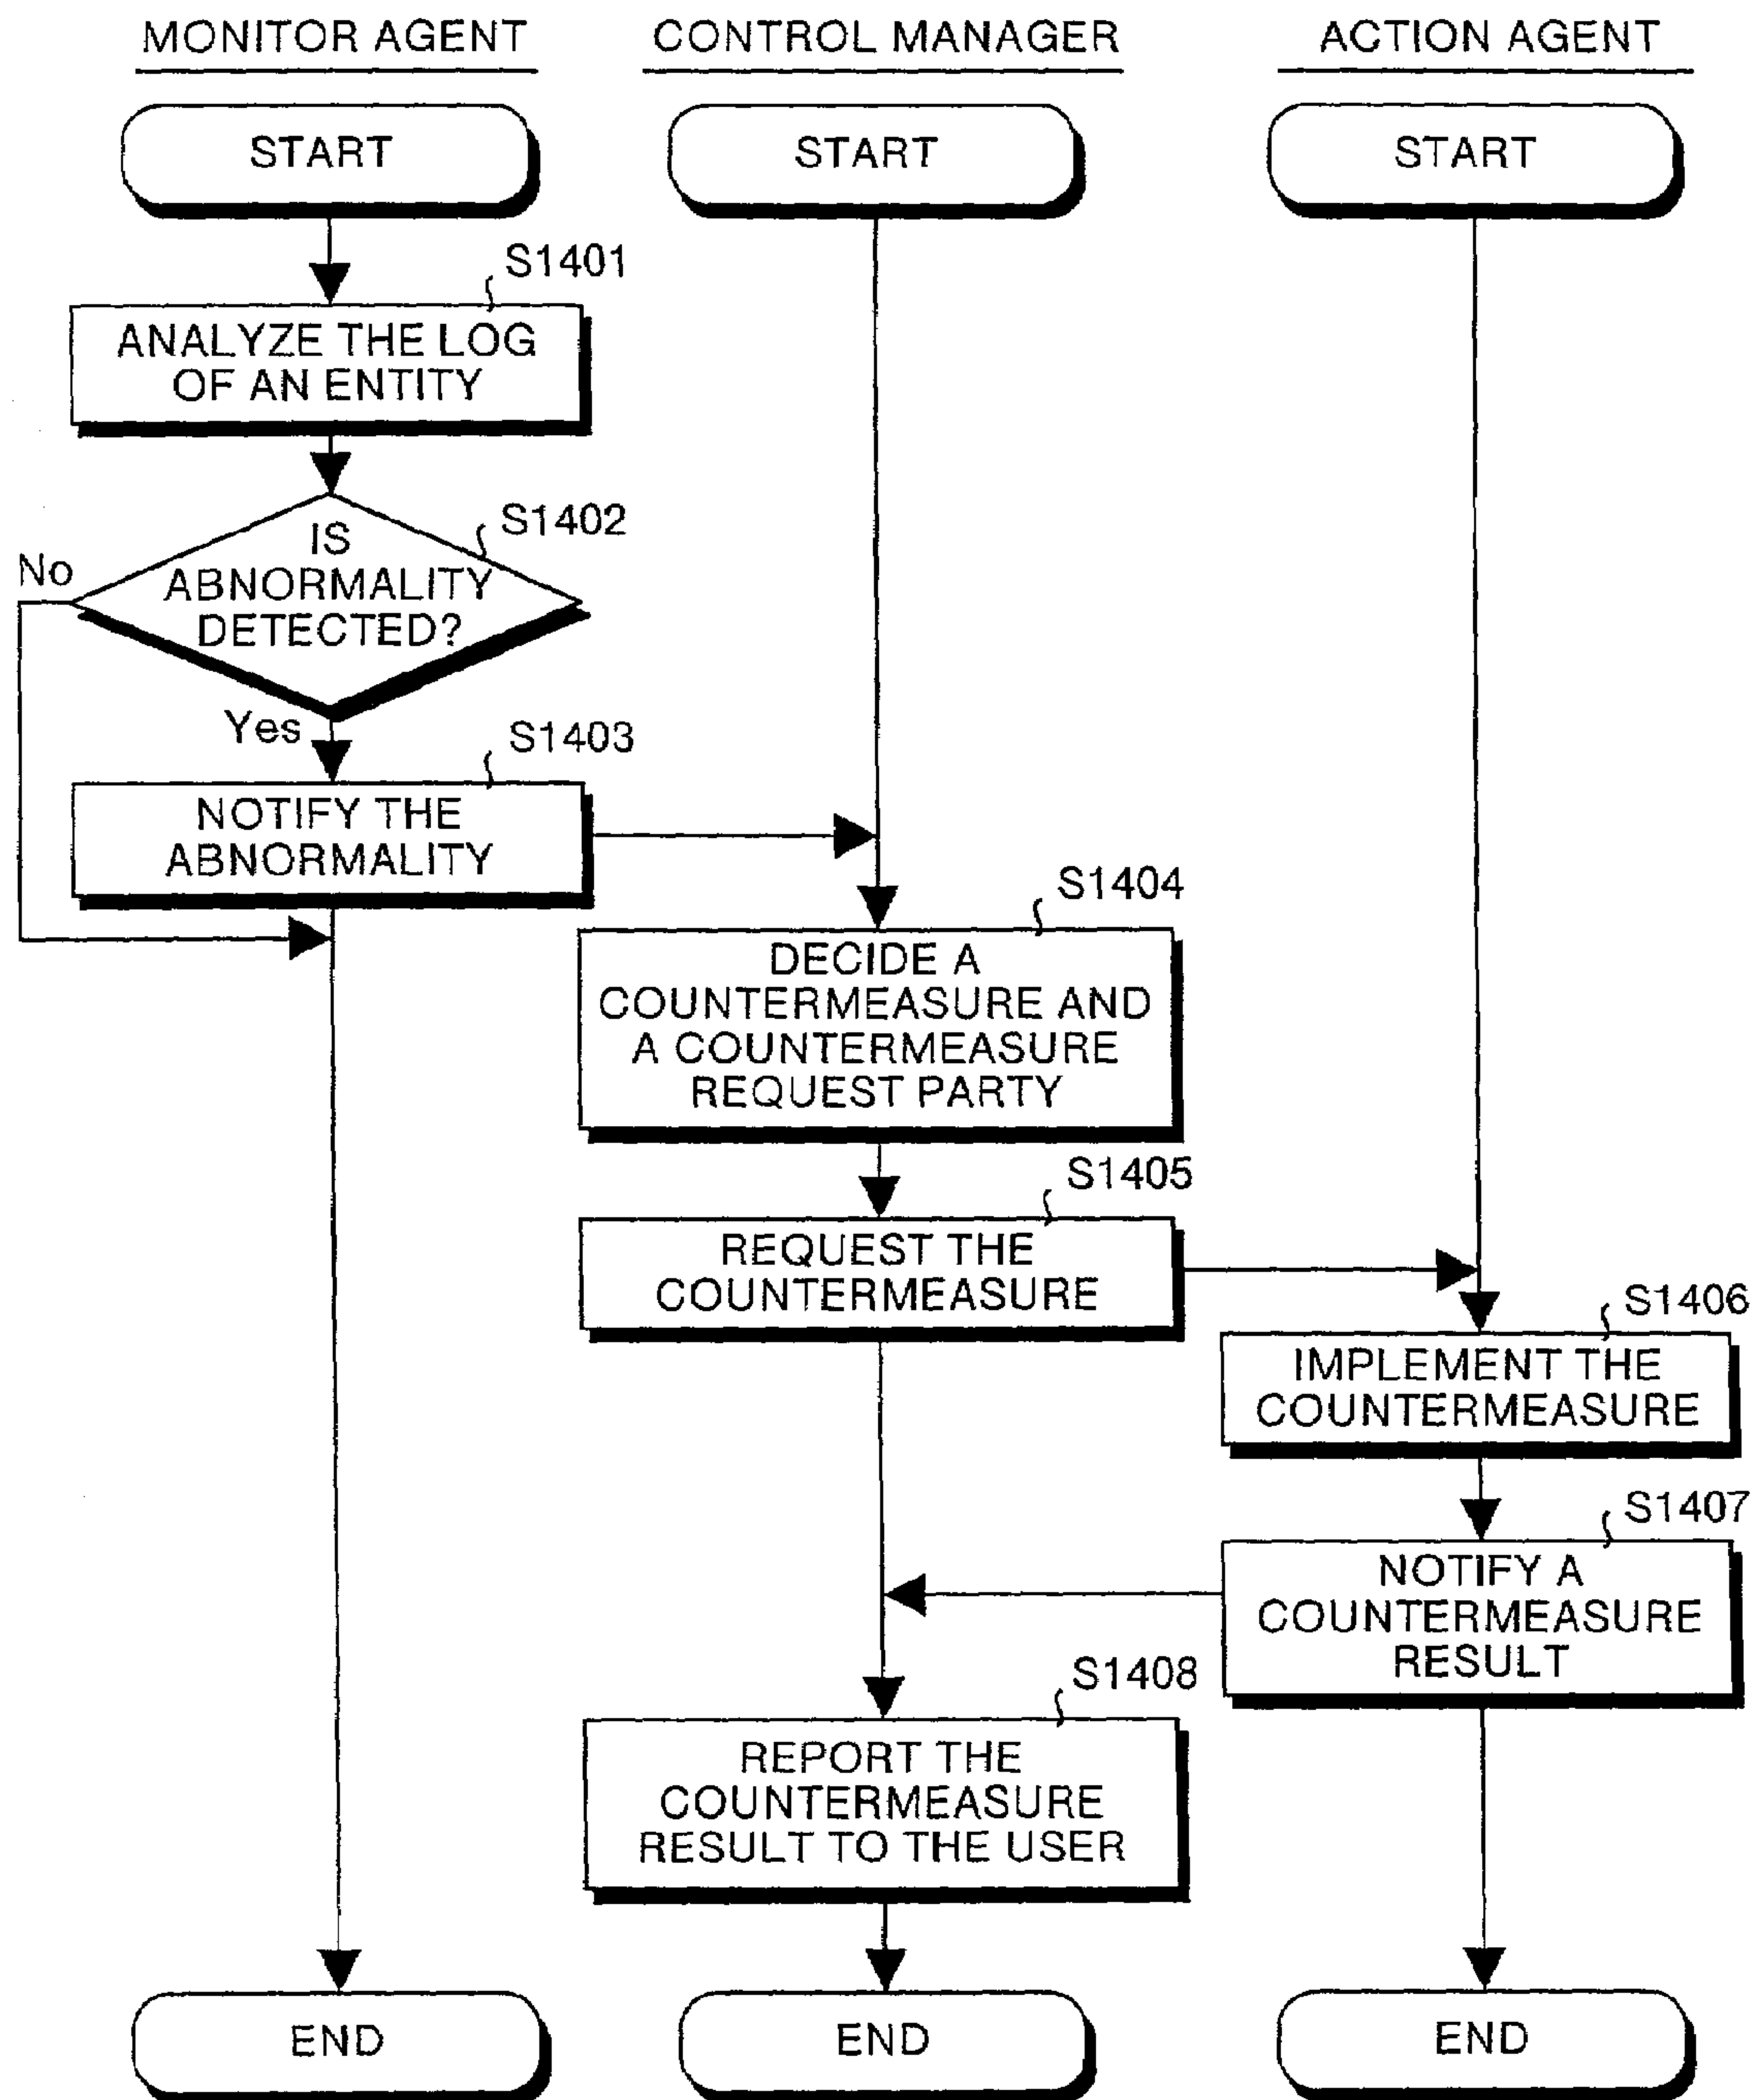 MONITOR AGENT
CONTROL MANAGER
ACTION AGENT
START
START
START
S1401
ANALYZE THE LOG
OF AN ENTITY
S1402
IS
ABNORMALITY
DETECTED?
No
Yes
S1403
NOTIFY THE
ABNORMALITY
S1404
DECIDE A
COUNTERMEASURE AND
A COUNTERMEASURE
REQUEST PARTY
S1405
REQUEST THE
COUNTERMEASURE
S1406
IMPLEMENT THE
COUNTERMEASURE
S1407
NOTIFY A
COUNTERMEASURE
RESULT
S1408
REPORT THE
COUNTERMEASURE
RESULT TO THE USER
END
END
END